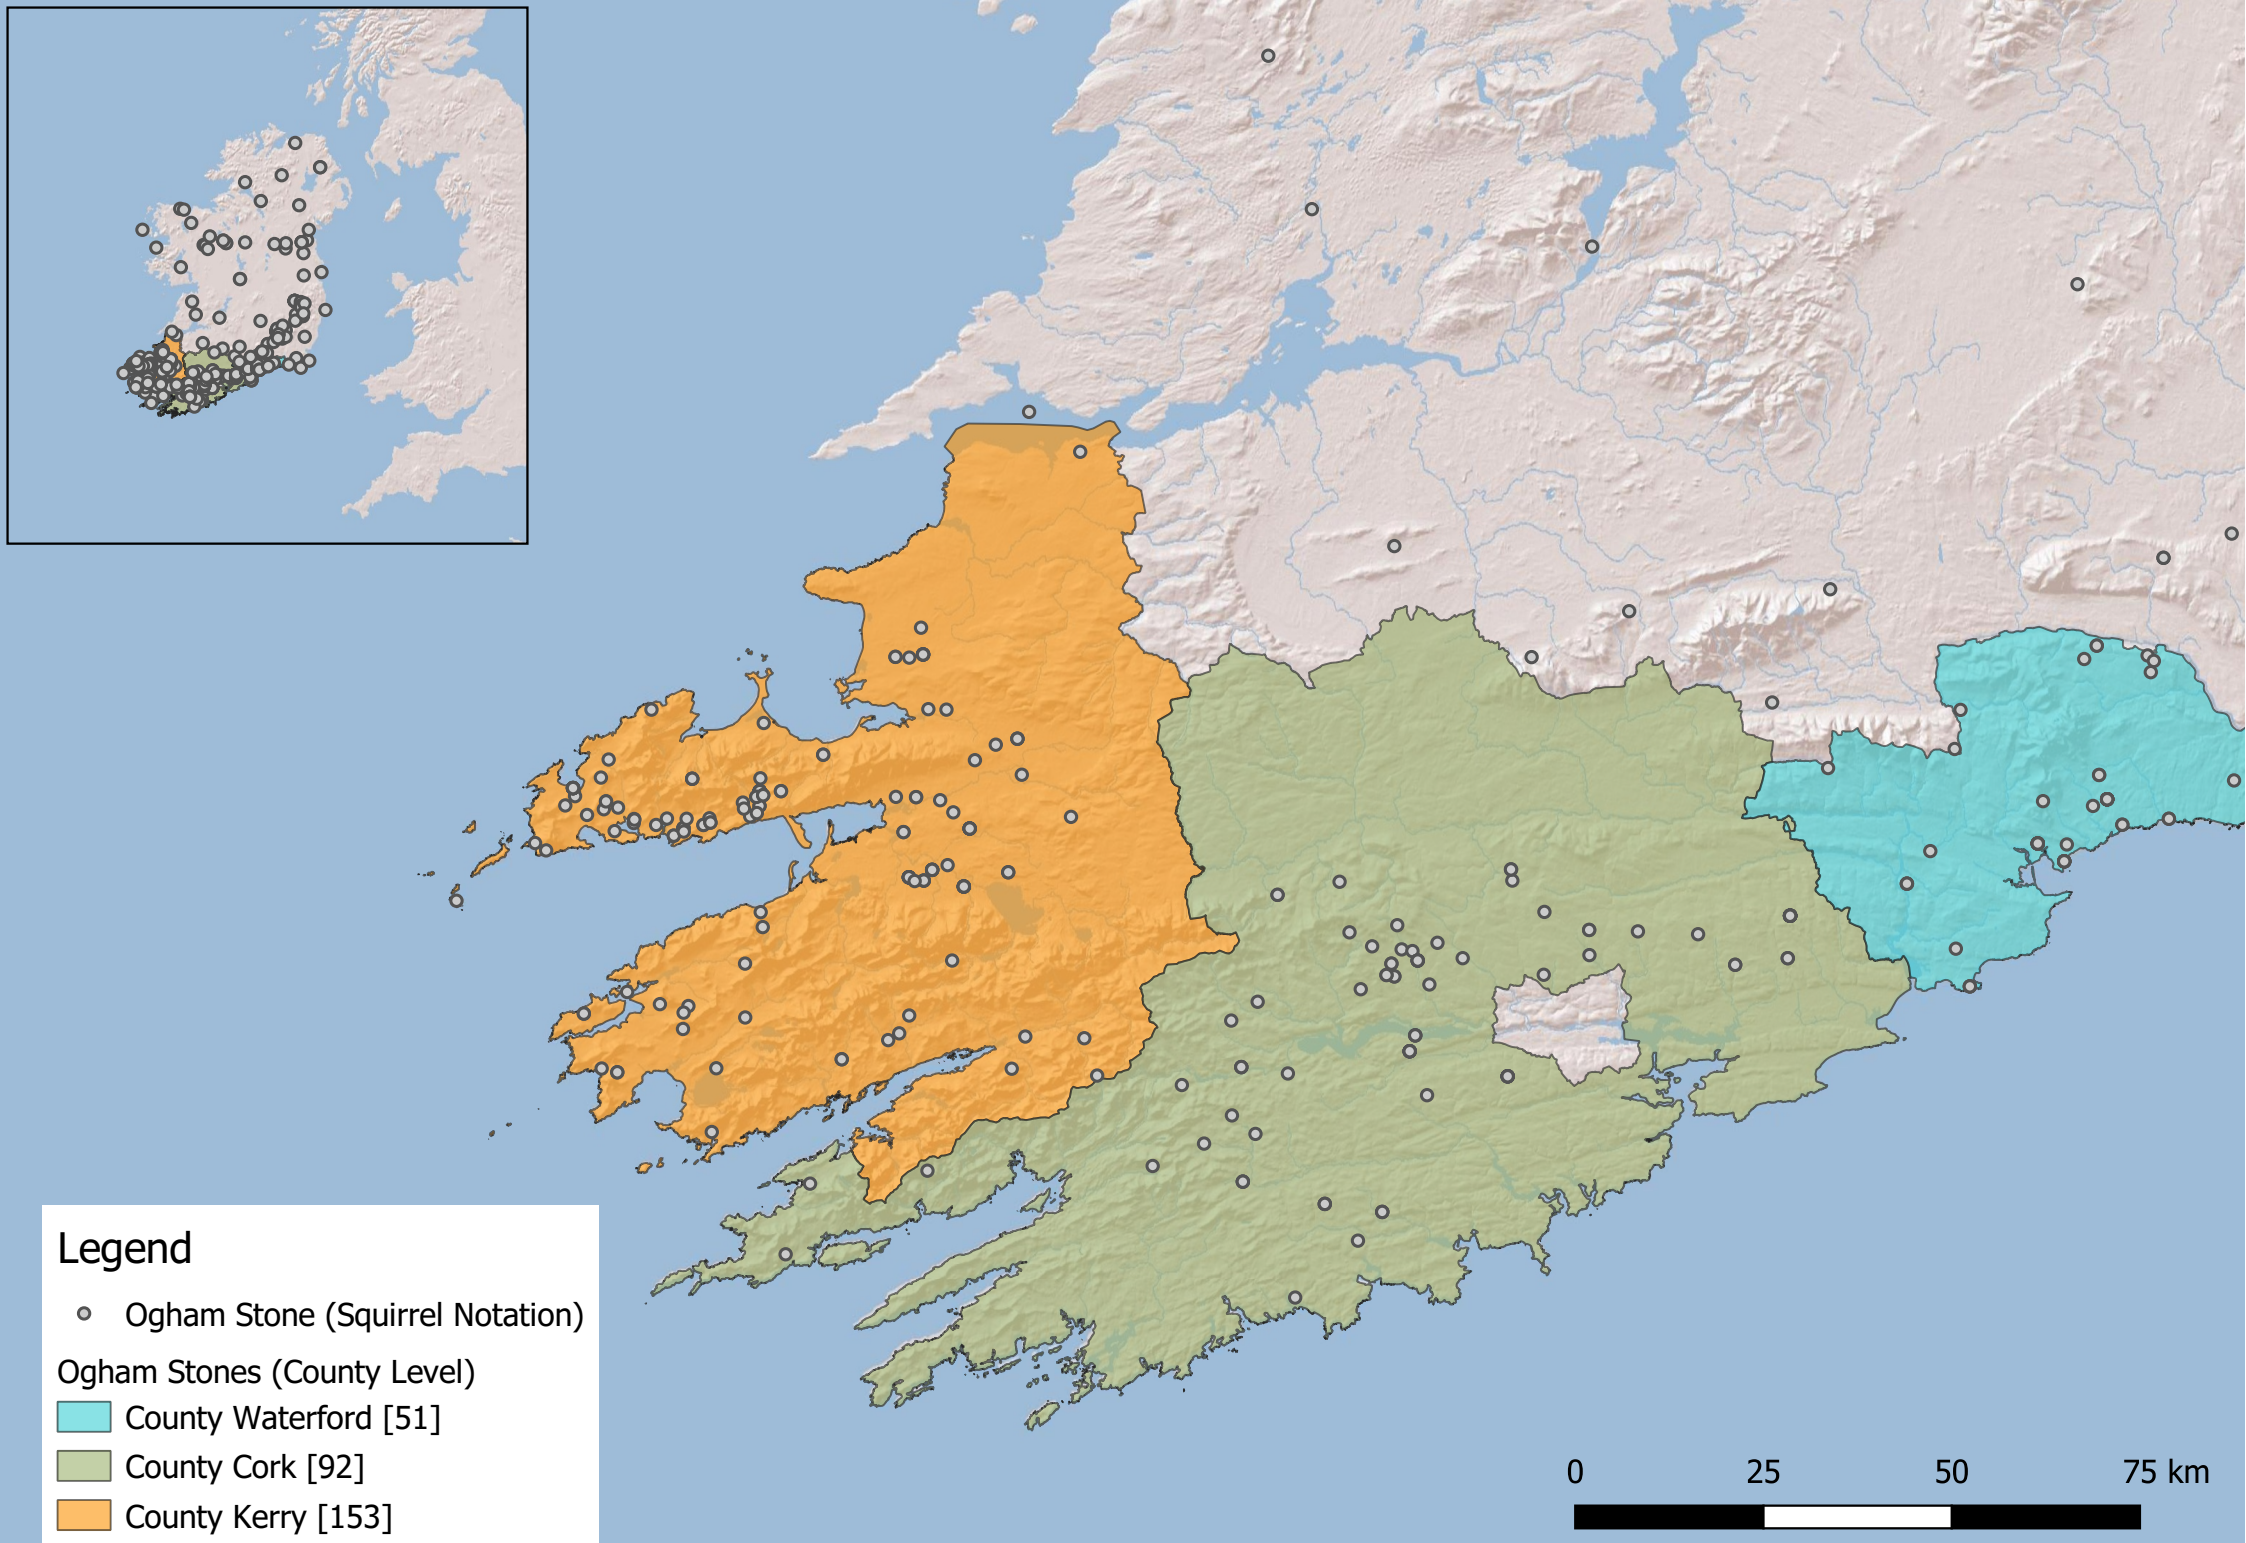 Legend
Ogham Stone (Squirrel Notation)
Ogham Stones (County Level)
County Waterford [51]
County Cork [92]
County Kerry [153]
0 25 50 75 km